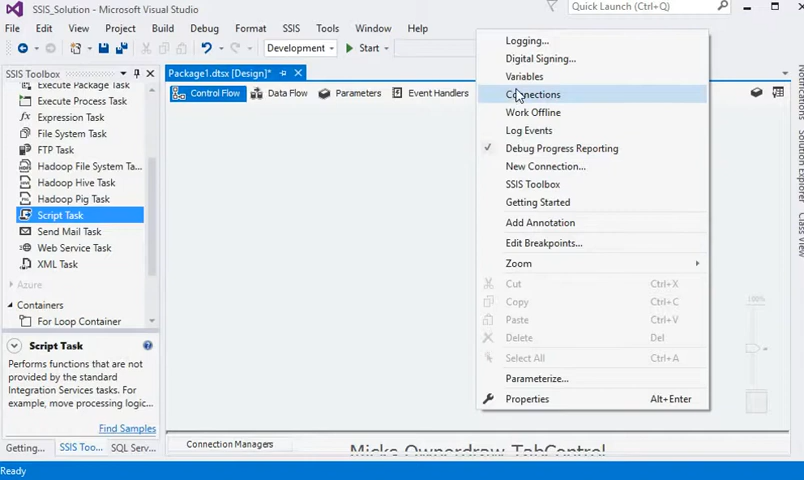 SSIS_Solution - Microsoft Visual Studio
Quick Launch (Ctrl+Q)
File Edit View Project Build Debug Team Format SSIS Tools Window Help
Development Start
SSIS Toolbox
Package1.dtsx [Design]*
Control Flow Data Flow Parameters Event Handlers
Execute Package Task
Execute Process Task
Expression Task
File System Task
FTP Task
Hadoop File System Ta...
Hadoop Hive Task
Hadoop Pig Task
Script Task
Send Mail Task
Web Service Task
XML Task
Azure
Containers
For Loop Container
Script Task
Performs functions that are not
provided by the standard
Integration Services tasks. For
example, move processing logic...
Find Samples
Getting... SSIS Too... SQL Serv...
Ready
Logging...
Digital Signing...
Variables
Connections
Work Offline
Log Events
Debug Progress Reporting
New Connection...
SSIS Toolbox
Getting Started
Add Annotation
Edit Breakpoints...
Zoom
Cut Ctrl+X
Copy Ctrl+C
Paste Ctrl+V
Delete Del
Select All Ctrl+A
Parameterize...
Properties Alt+Enter
100%
Connection Managers
Micks Ownerdraw TabControl
Notifications
Solution Explorer
Class View